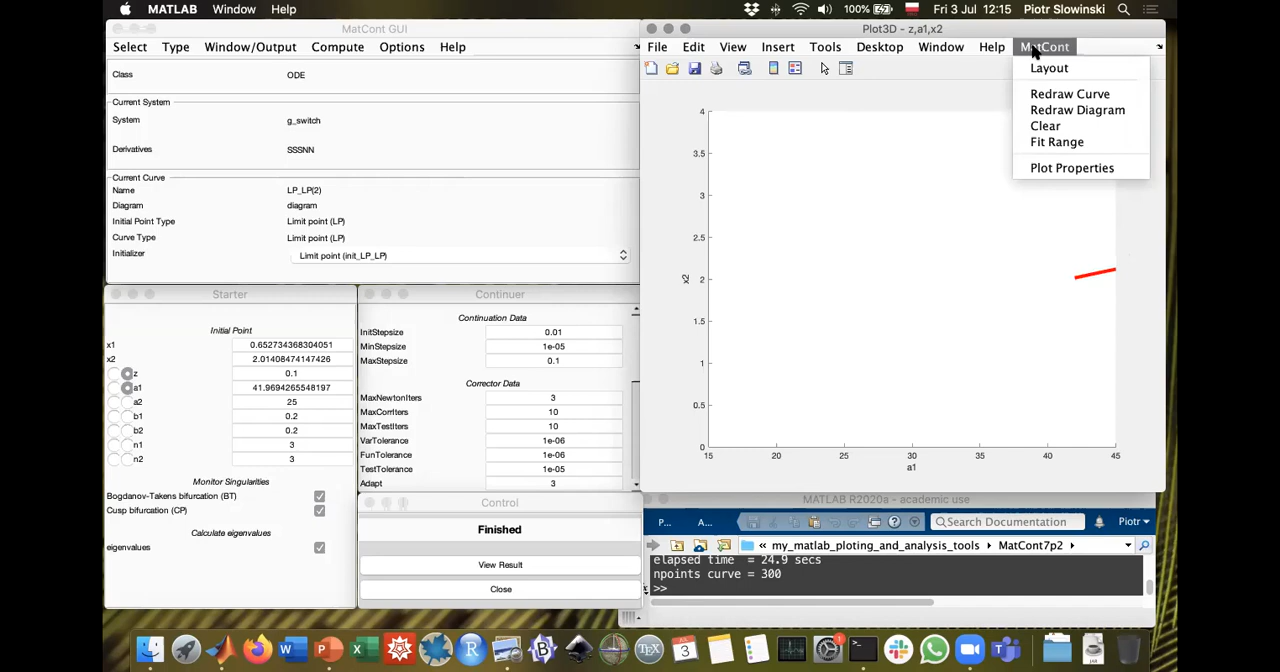 MATLAB Window Help
100% Fri 3 Jul 12:15 Piotr Slowinski
MatCont GUI
Select Type Window/Output Compute Options Help
Class ODE
Current System
System g_switch
Derivatives SSSNN
Current Curve
Name LP_LP(2)
Diagram diagram
Initial Point Type Limit point (LP)
Curve Type Limit point (LP)
Initializer Limit point (init_LP_LP)
Starter
Initial Point
x1 0.652734368304051
x2 2.01408474147426
z 0.1
a1 41.9694265548197
a2 25
b1 0.2
b2 0.2
n1 3
n2 3
Monitor Singularities
Bogdanov-Takens bifurcation (BT)
Cusp bifurcation (CP)
Calculate eigenvalues
eigenvalues
Continuer
Continuation Data
InitStepsize 0.01
MinStepsize 1e-05
MaxStepsize 0.1
Corrector Data
MaxNewtonIters 3
MaxCorrIters 10
MaxTestIters 10
VarTolerance 1e-06
FunTolerance 1e-06
TestTolerance 1e-05
Adapt 3
Control
Finished
View Result
Close
Plot3D - z,a1,x2
File Edit View Insert Tools Desktop Window Help MatCont
Layout
Redraw Curve
Redraw Diagram
Clear
Fit Range
Plot Properties
4
3.5
3
2.5
x2
2
1.5
1
0.5
0
15 20 25 30 35 40 45
a1
MATLAB R2020a - academic use
P... A... Search Documentation Piotr
« my_matlab_ploting_and_analysis_tools › MatCont7p2 ›
elapsed time = 24.9 secs
npoints curve = 300
>>